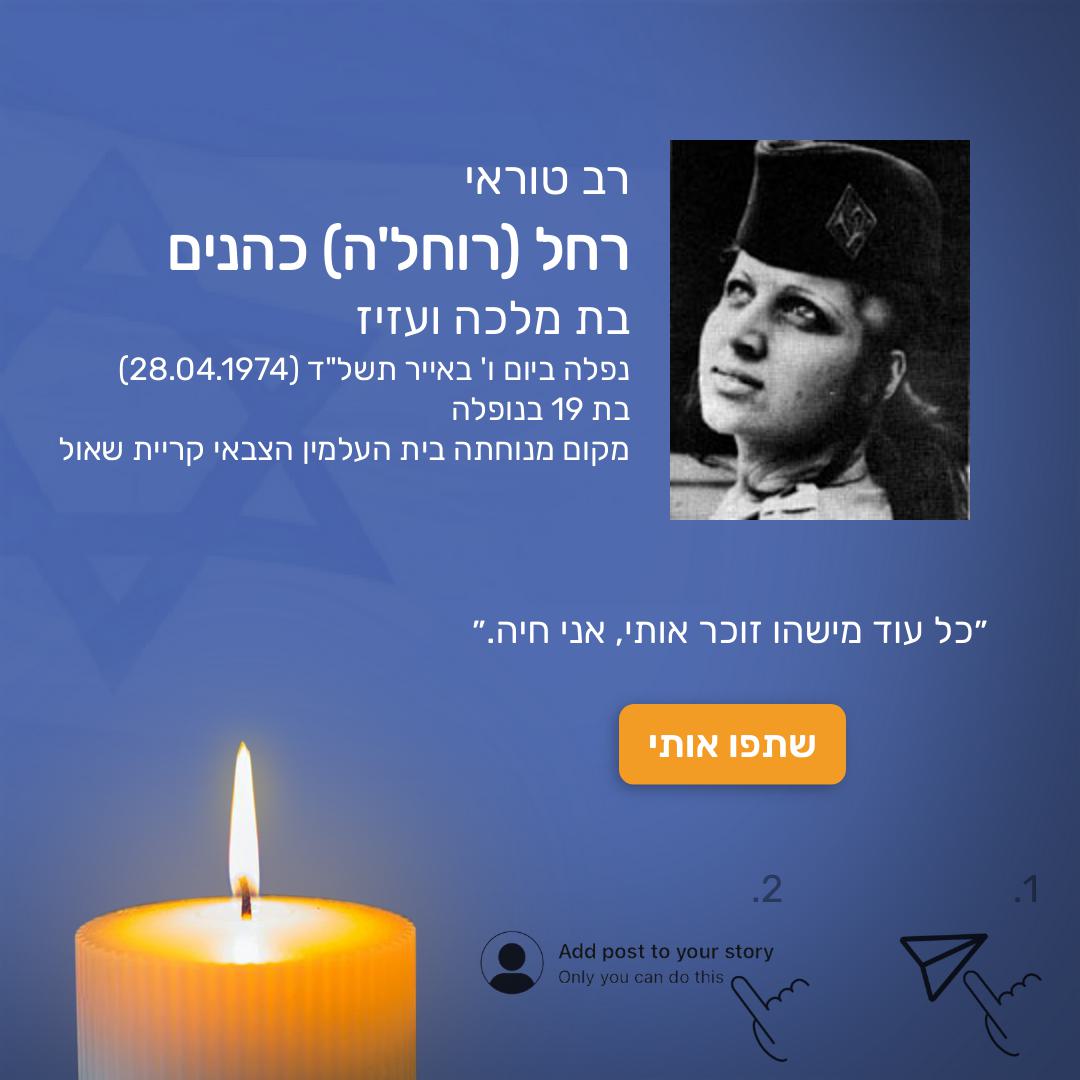 רב טוראי
רחל (רוחל'ה) כהנים
בת מלכה ועזיז
נפלה ביום ו' באייר תשל"ד (28.04.1974)
בת 19 בנופלה
מקום מנוחתה בית העלמין הצבאי קריית שאול
״כל עוד מישהו זוכר אותי, אני חיה.״
שתפו אותי
1.
2.
Add post to your story
Only you can do this